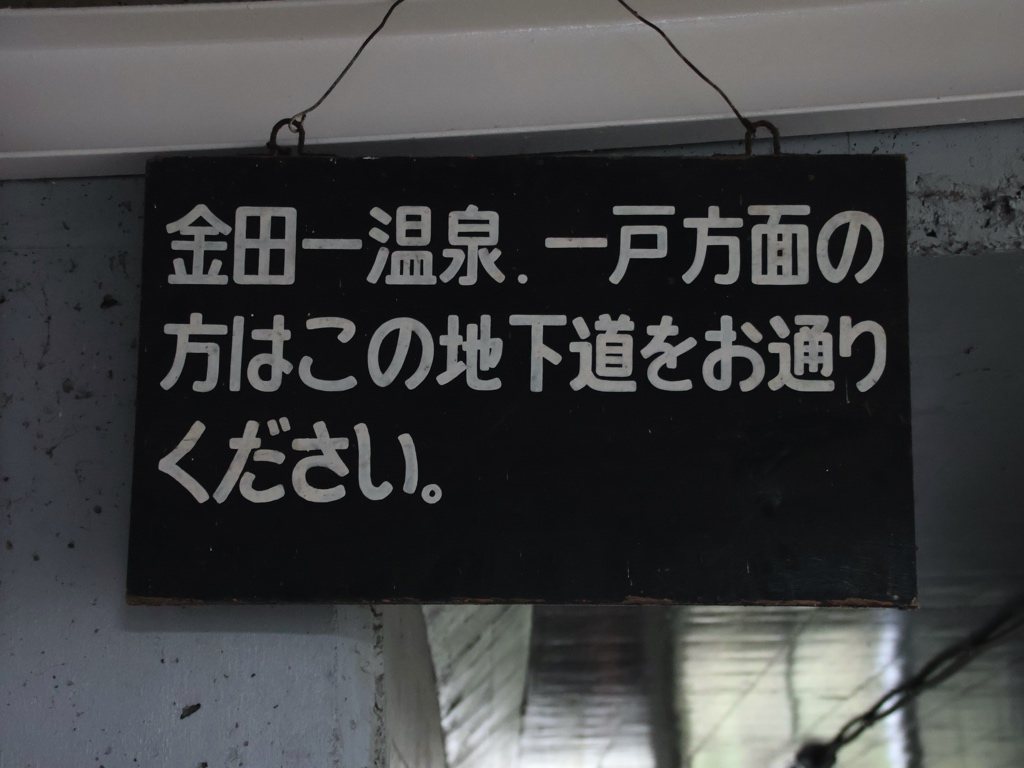 金田一温泉．一戸方面の
方はこの地下道をお通り
ください。